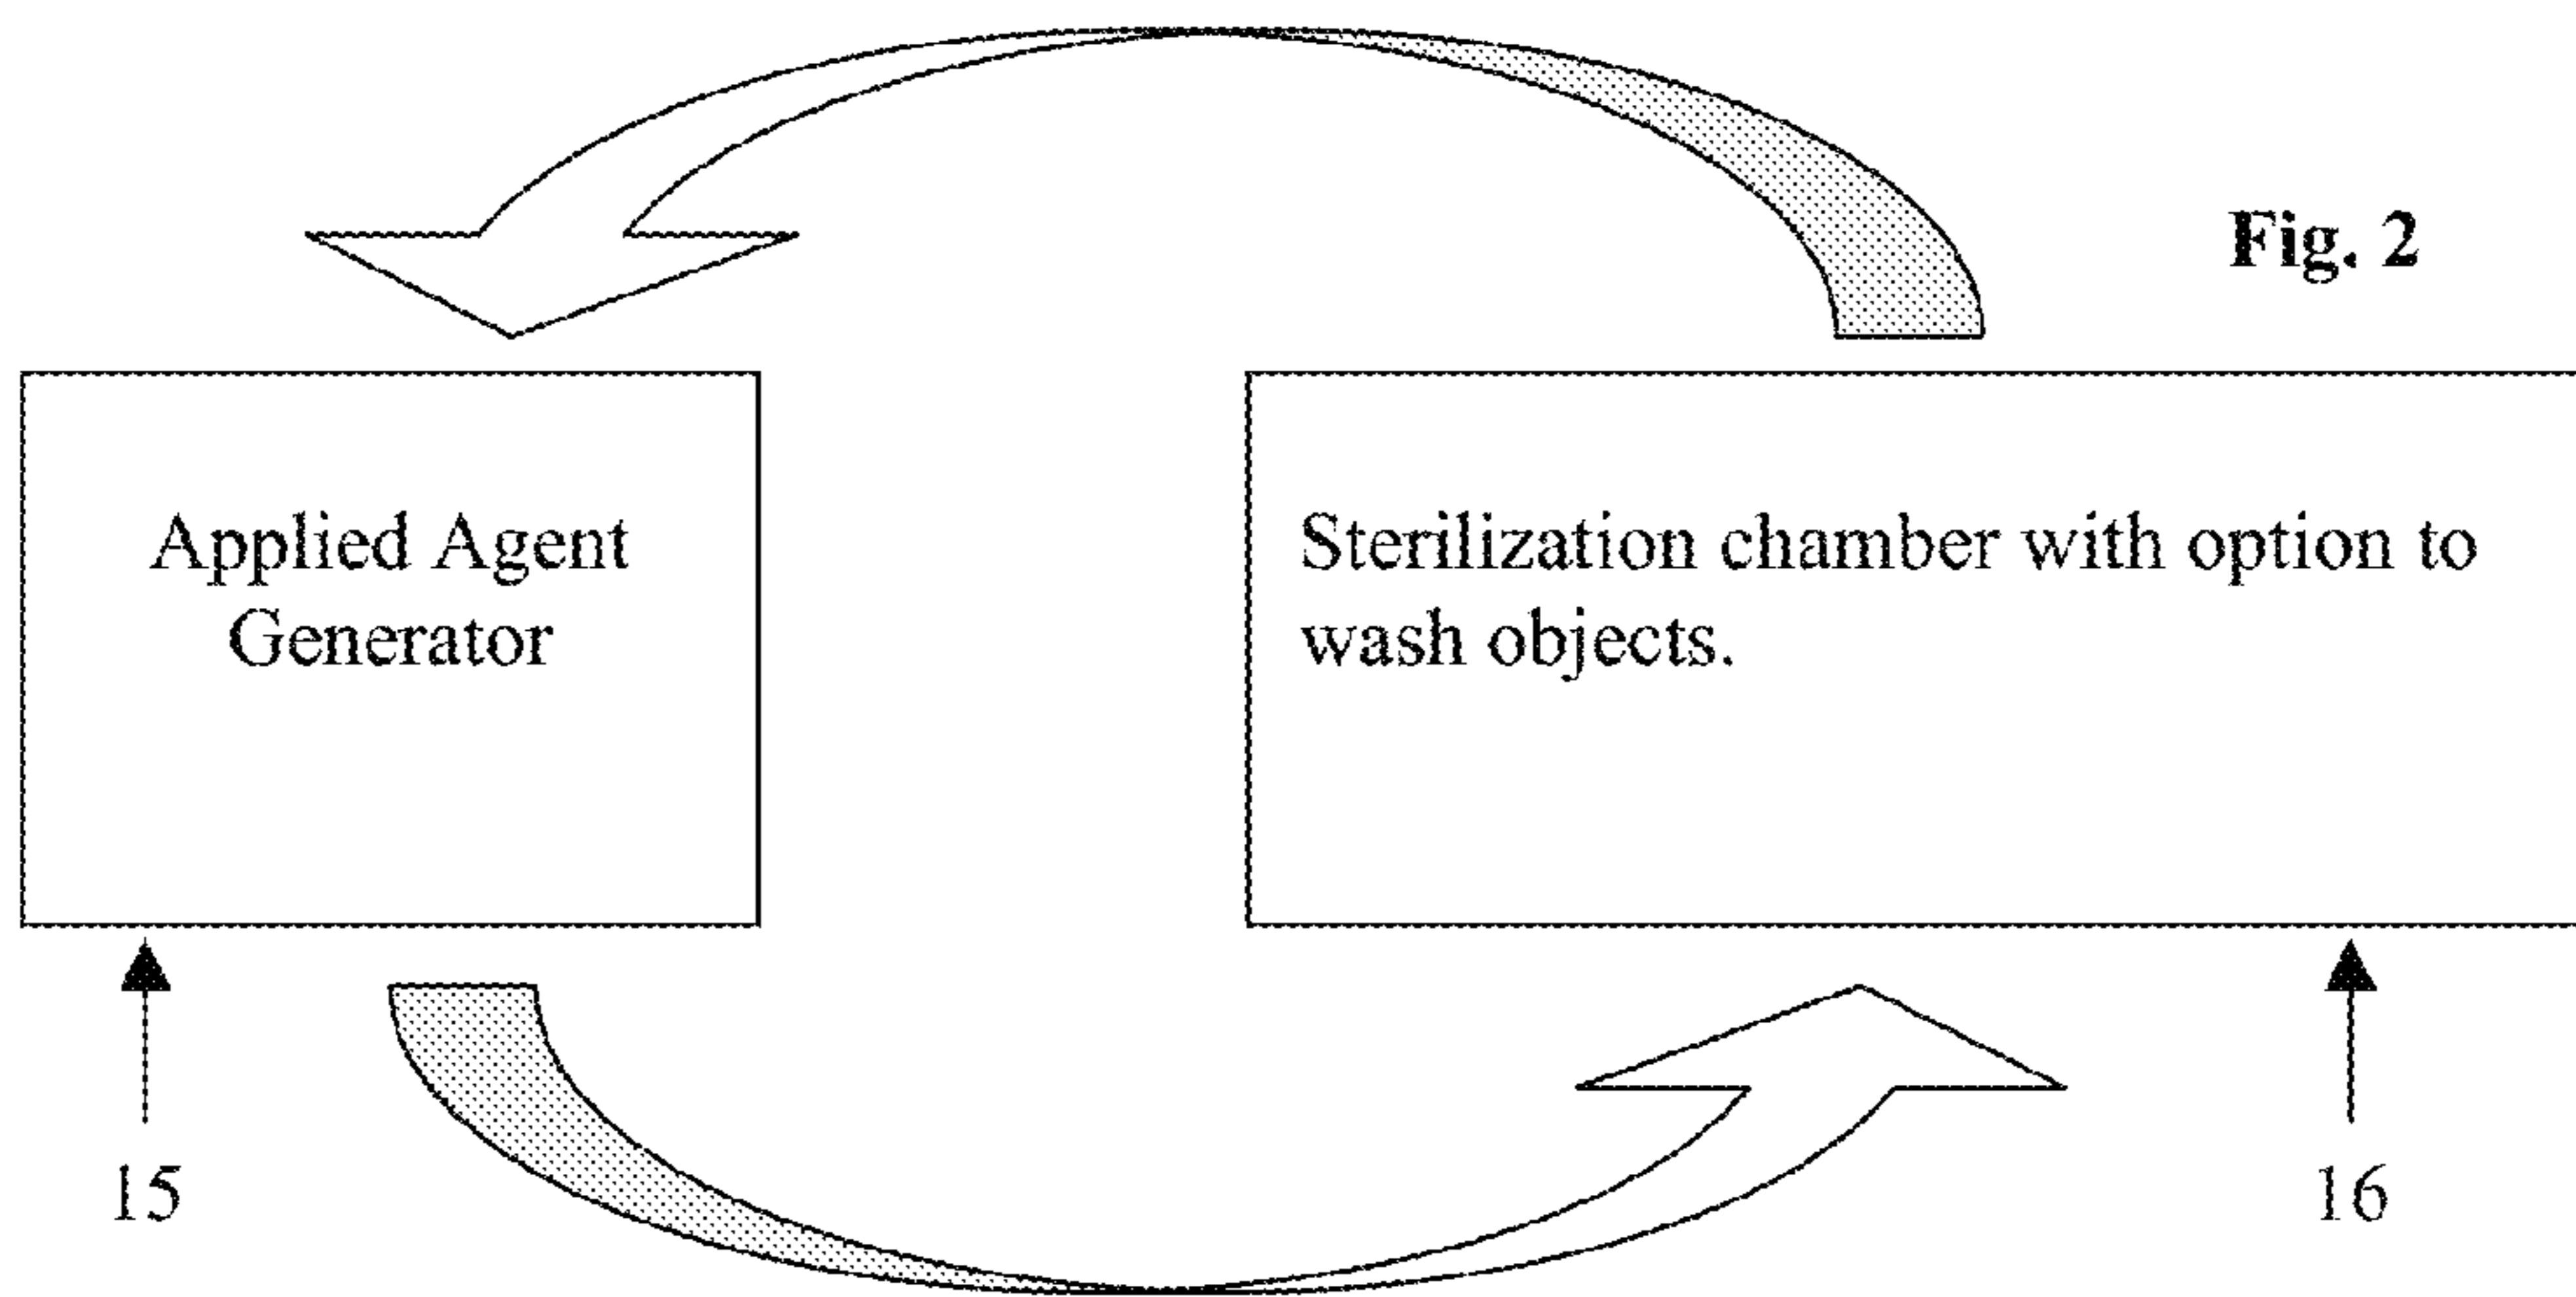 Fig. 2
Applied Agent
Generator
Sterilization chamber with option to
wash objects.
15
16